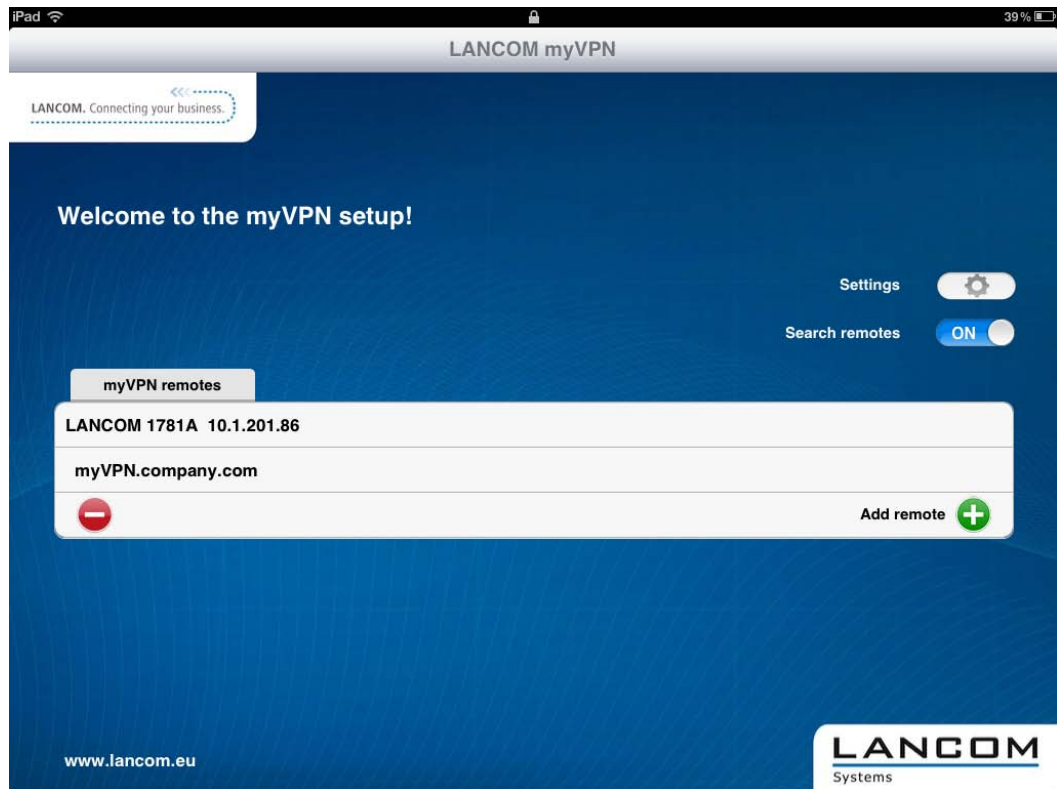 iPad 39 %
LANCOM myVPN
LANCOM. Connecting your business.
Welcome to the myVPN setup!
Settings
Search remotes ON
myVPN remotes
LANCOM 1781A 10.1.201.86
myVPN.company.com
Add remote
www.lancom.eu
LANCOM
Systems